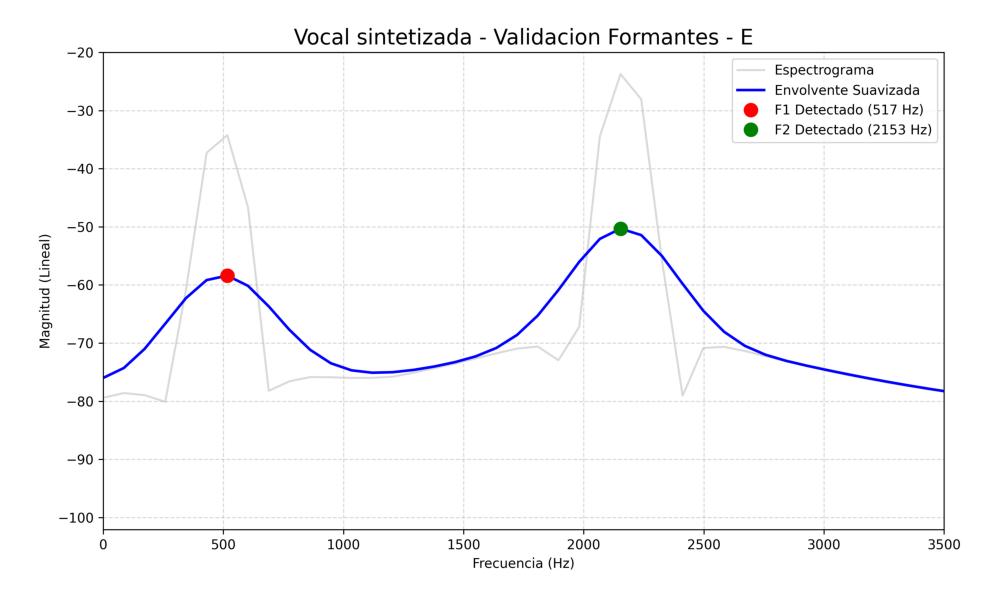 Vocal sintetizada - Validacion Formantes - E
Espectrograma
Envolvente Suavizada
F1 Detectado (517 Hz)
F2 Detectado (2153 Hz)
Magnitud (Lineal)
−20
−30
−40
−50
−60
−70
−80
−90
−100
0 500 1000 1500 2000 2500 3000 3500
Frecuencia (Hz)